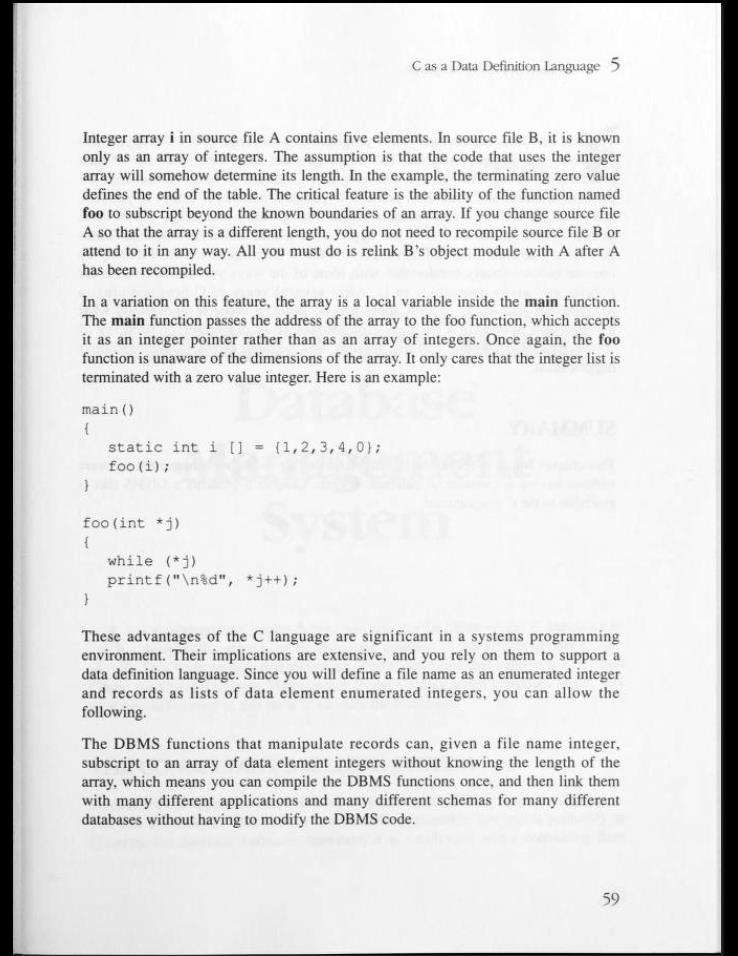 C as a Data Definition Language 5
Integer array i in source file A contains five elements. In source file B, it is known
only as an array of integers. The assumption is that the code that uses the integer
array will somehow determine its length. In the example, the terminating zero value
defines the end of the table. The critical feature is the ability of the function named
foo to subscript beyond the known boundaries of an array. If you change source file
A so that the array is a different length, you do not need to recompile source file B or
attend to it in any way. All you must do is relink B's object module with A after A
has been recompiled.
In a variation on this feature, the array is a local variable inside the main function.
The main function passes the address of the array to the foo function, which accepts
it as an integer pointer rather than as an array of integers. Once again, the foo
function is unaware of the dimensions of the array. It only cares that the integer list is
terminated with a zero value integer. Here is an example:
main()
{
static int i [] = {1,2,3,4,0};
foo(i);
}
foo(int *j)
{
while (*j)
printf("\n%d", *j++);
}
These advantages of the C language are significant in a systems programming
environment. Their implications are extensive, and you rely on them to support a
data definition language. Since you will define a file name as an enumerated integer
and records as lists of data element enumerated integers, you can allow the
following.
The DBMS functions that manipulate records can, given a file name integer,
subscript to an array of data element integers without knowing the length of the
array, which means you can compile the DBMS functions once, and then link them
with many different applications and many different schemas for many different
databases without having to modify the DBMS code.
59